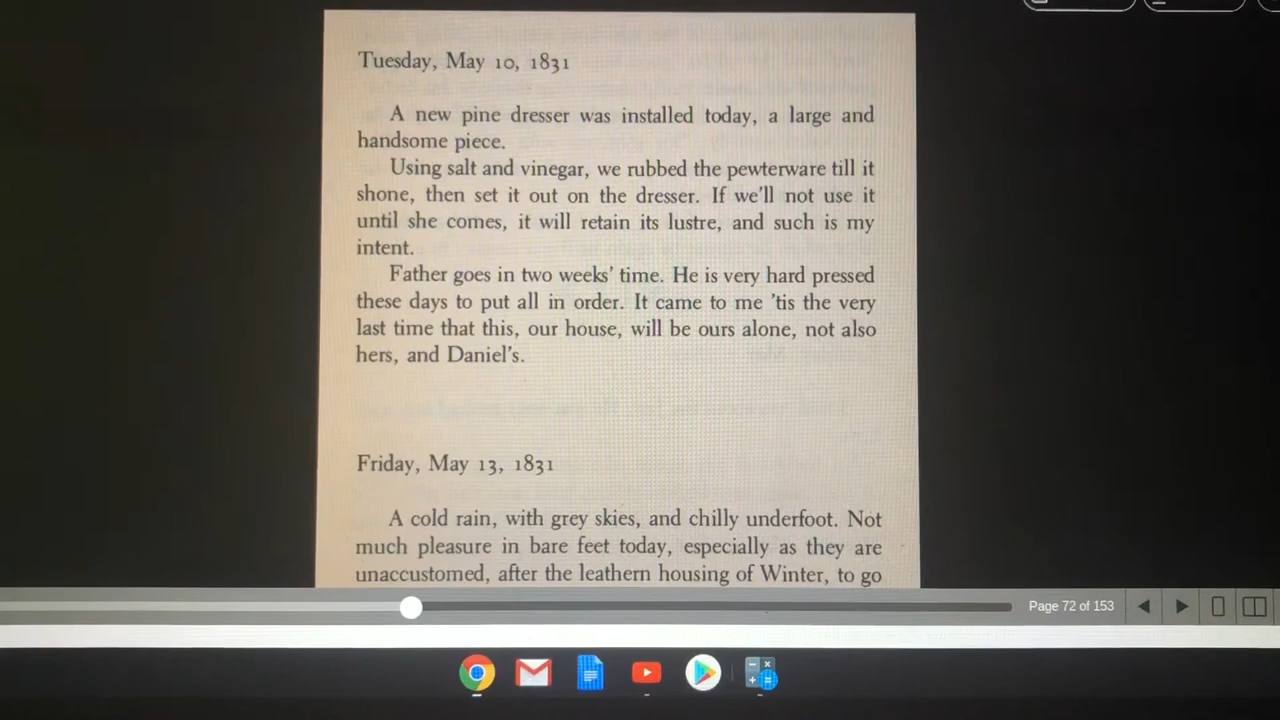 Tuesday, May 10, 1831
A new pine dresser was installed today, a large and
handsome piece.
Using salt and vinegar, we rubbed the pewterware till it
shone, then set it out on the dresser. If we'll not use it
until she comes, it will retain its lustre, and such is my
intent.
Father goes in two weeks' time. He is very hard pressed
these days to put all in order. It came to me 'tis the very
last time that this, our house, will be ours alone, not also
hers, and Daniel's.
Friday, May 13, 1831
A cold rain, with grey skies, and chilly underfoot. Not
much pleasure in bare feet today, especially as they are
unaccustomed, after the leathern housing of Winter, to go
Page 72 of 153